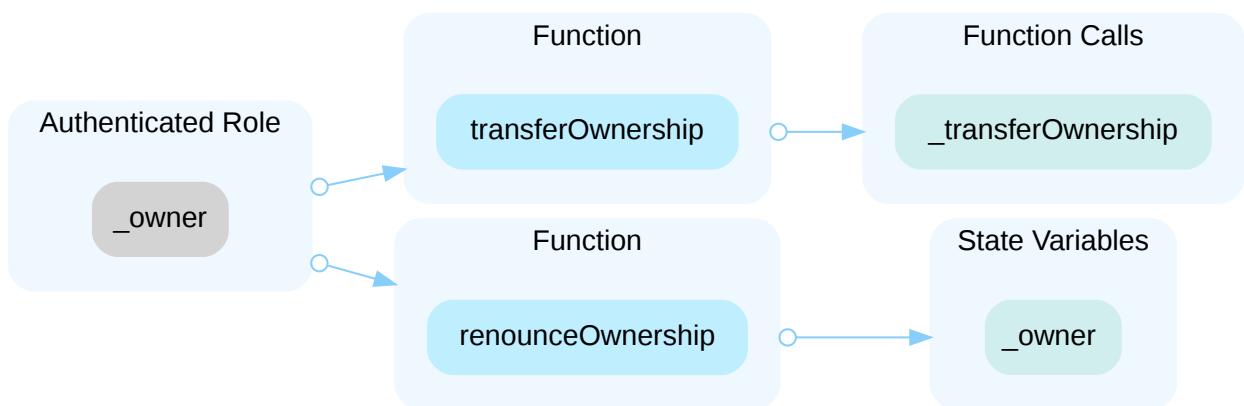 Authenticated Role
_owner
Function
transferOwnership
Function Calls
_transferOwnership
Function
renounceOwnership
State Variables
_owner